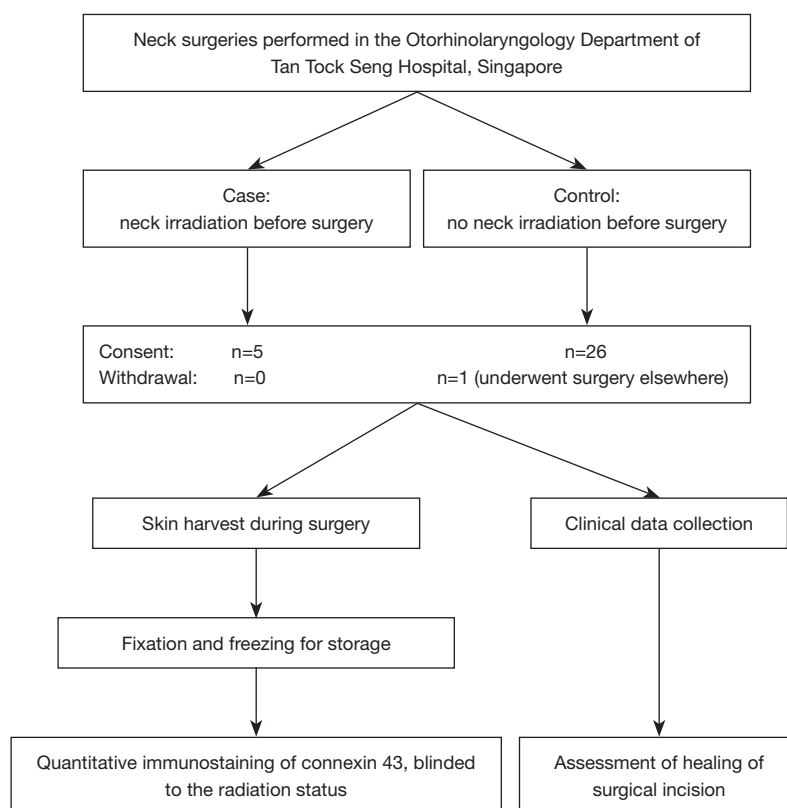 Neck surgeries performed in the Otorhinolaryngology Department of
Tan Tock Seng Hospital, Singapore
Case:
neck irradiation before surgery
Control:
no neck irradiation before surgery
Consent: n=5 n=26
Withdrawal: n=0 n=1 (underwent surgery elsewhere)
Skin harvest during surgery
Clinical data collection
Fixation and freezing for storage
Quantitative immunostaining of connexin 43, blinded
to the radiation status
Assessment of healing of
surgical incision